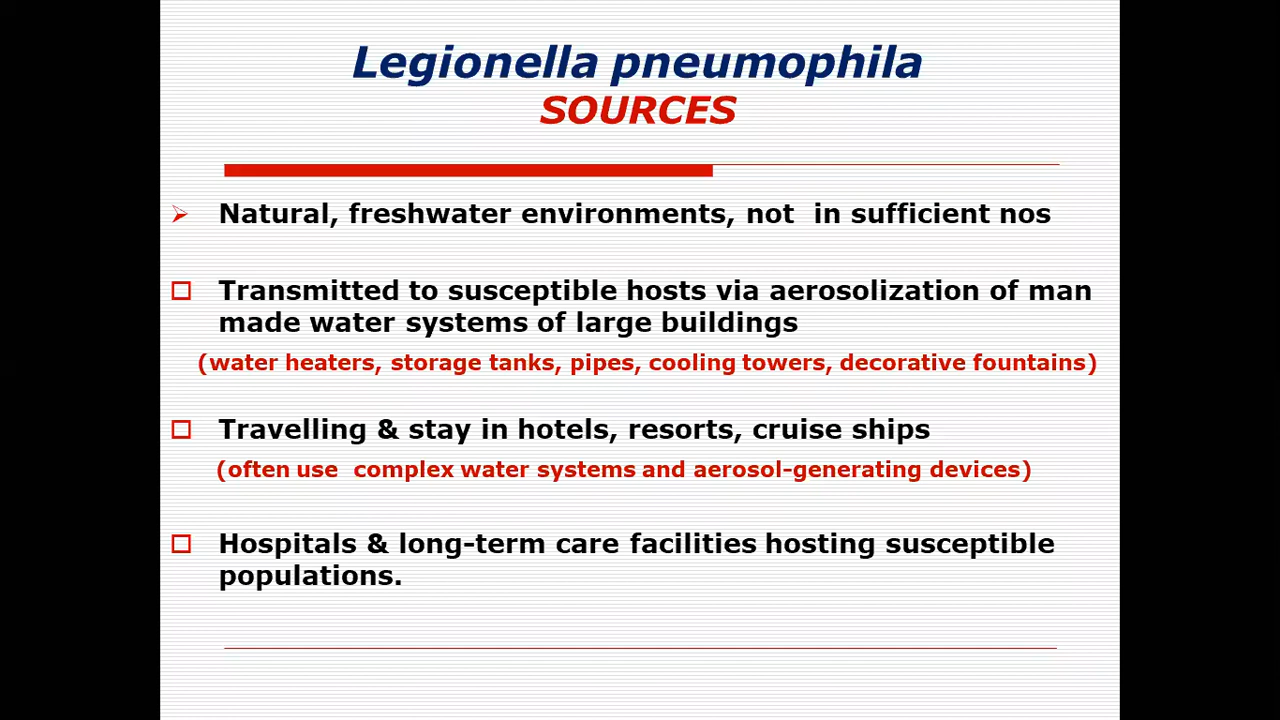 Legionella pneumophila
SOURCES
Natural, freshwater environments, not  in sufficient nos
Transmitted to susceptible hosts via aerosolization of man
made water systems of large buildings
(water heaters, storage tanks, pipes, cooling towers, decorative fountains)
Travelling & stay in hotels, resorts, cruise ships
(often use  complex water systems and aerosol-generating devices)
Hospitals & long-term care facilities hosting susceptible
populations.